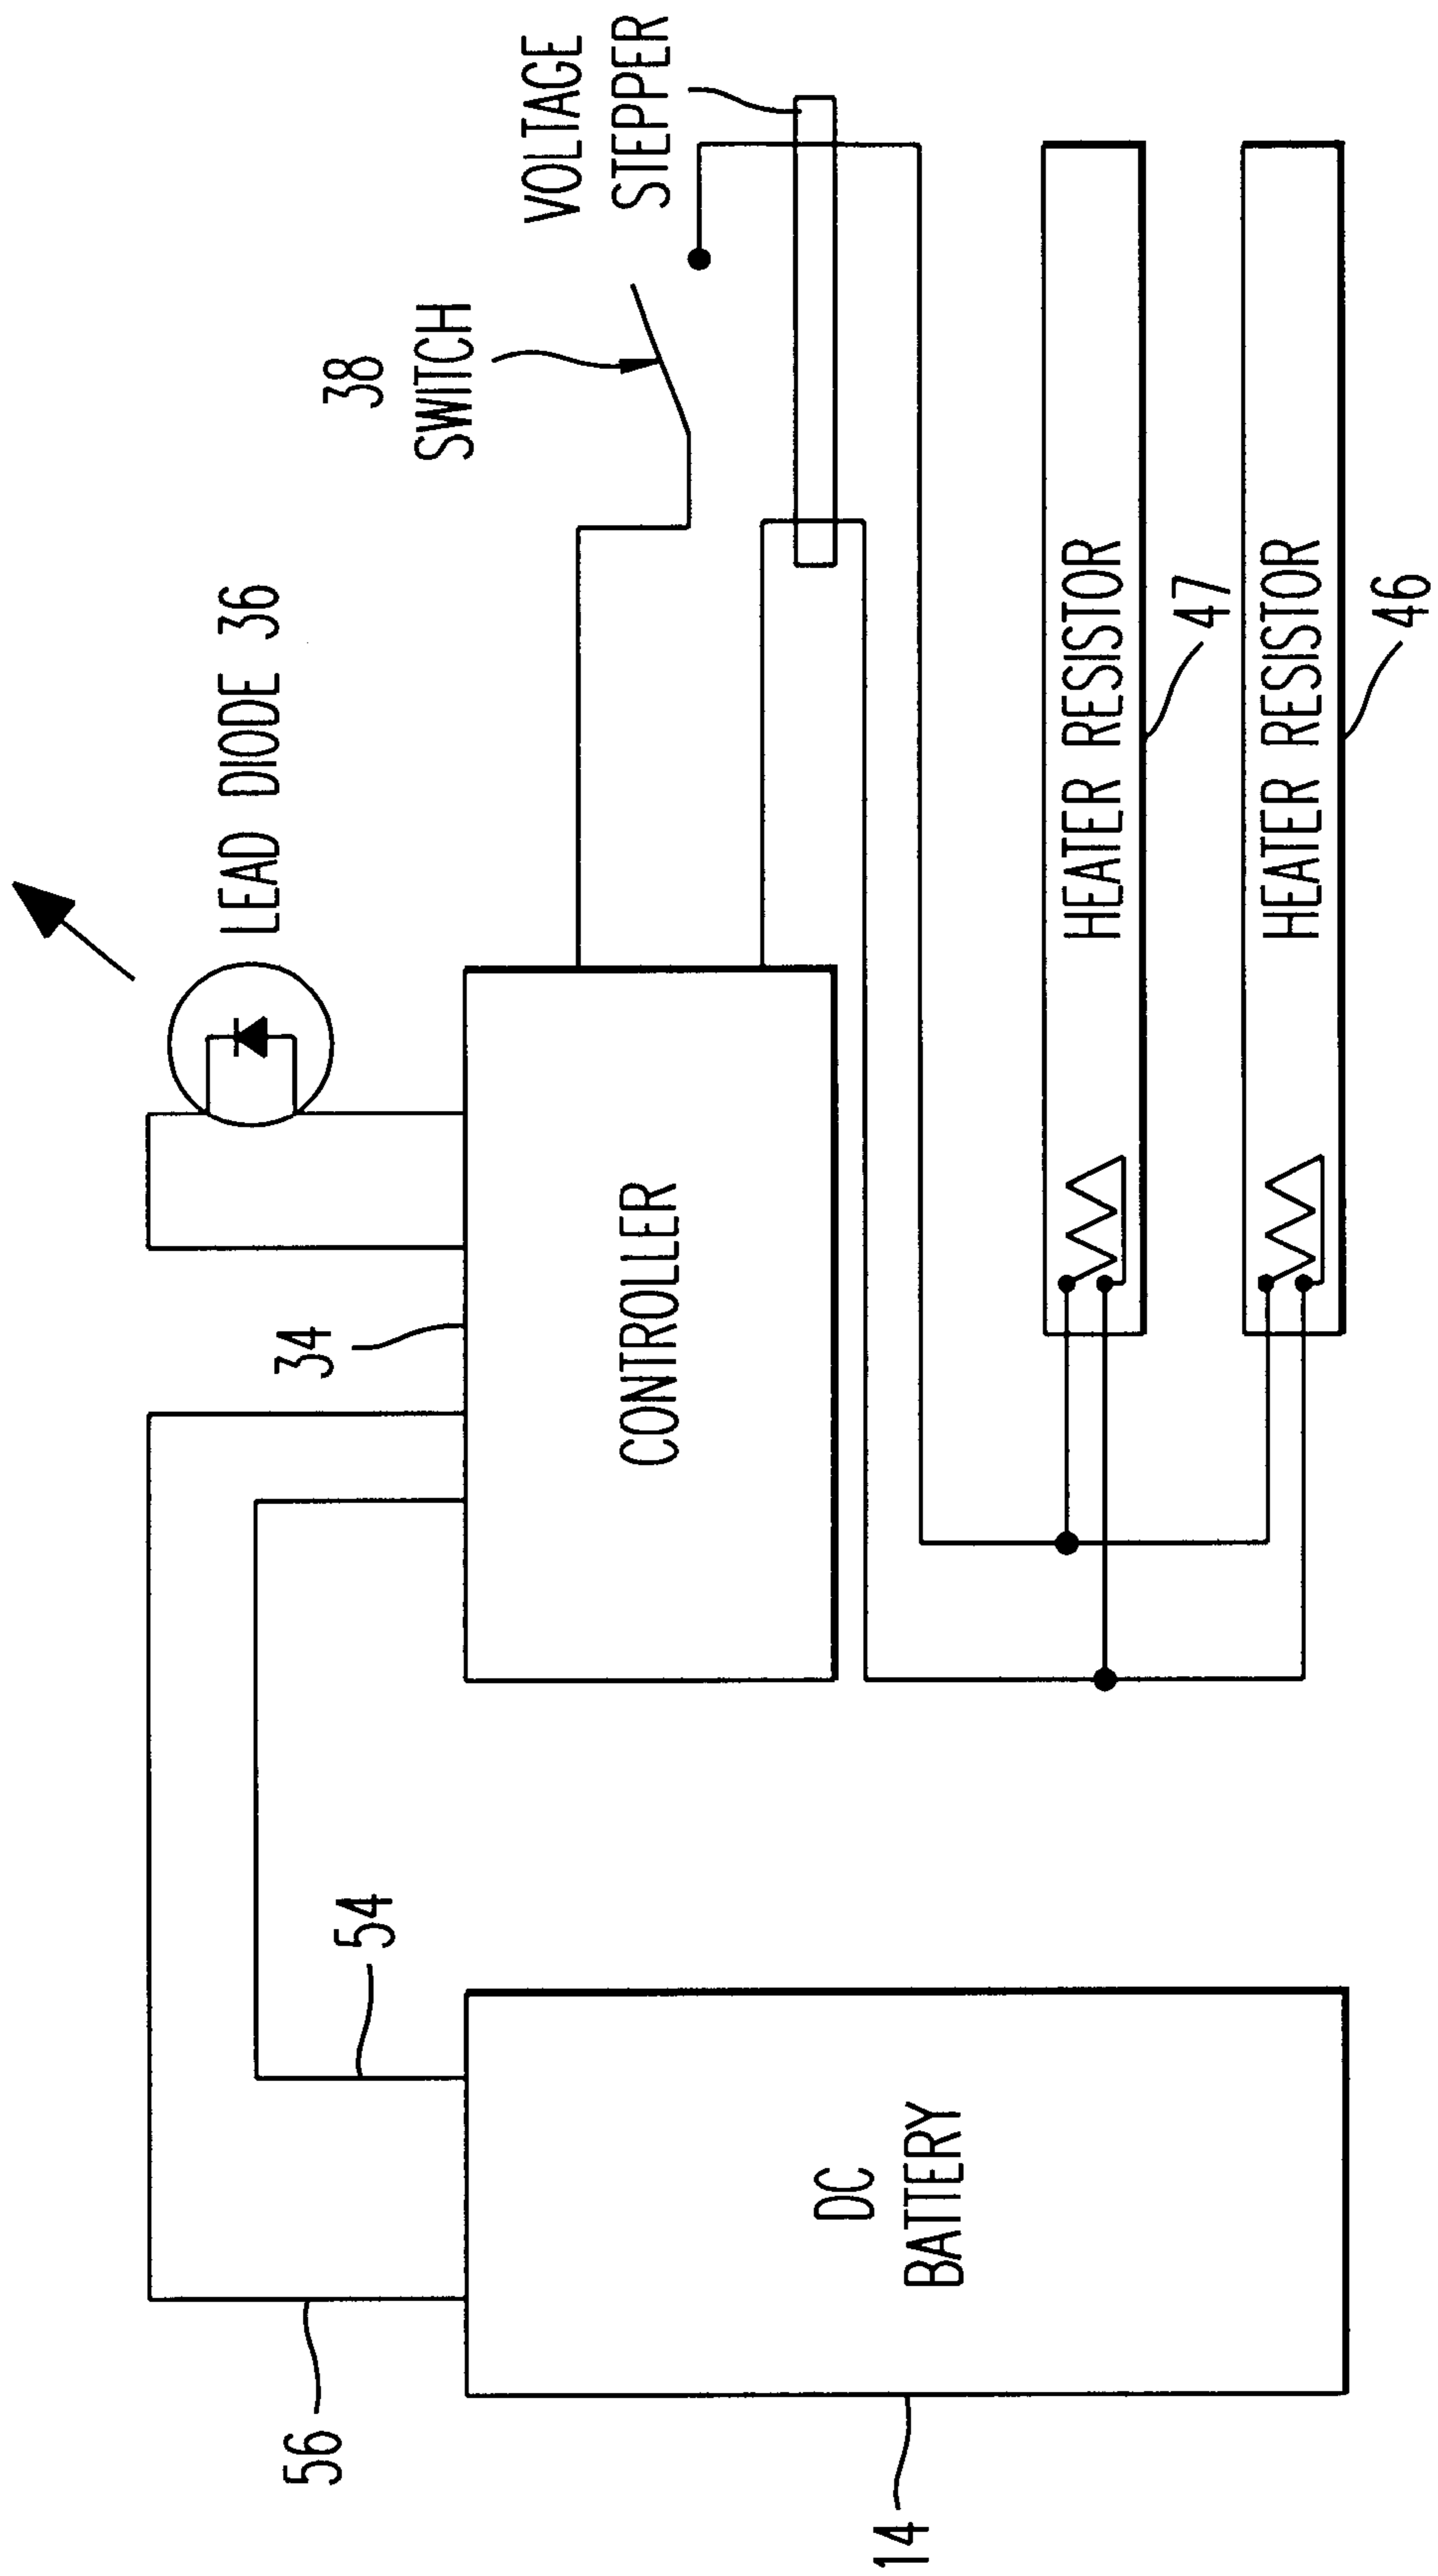 LEAD DIODE 36
38
SWITCH
VOLTAGE
STEPPER
56
54
34
CONTROLLER
DC
BATTERY
14
HEATER RESISTOR
47
HEATER RESISTOR
46